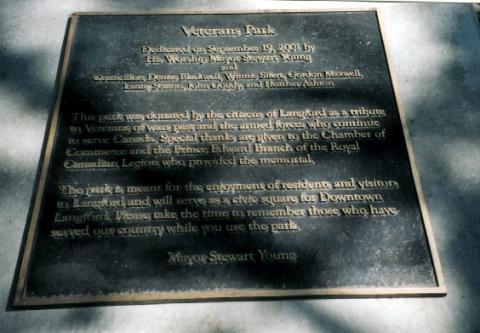 Veterans Park
Dedicated on September 19, 2001 by
His Worship Mayor Stewart Young
and
Councillors Denise Blackwell, Winnie Sifert, Gordon Maxwell,
Lanny Seaton, John Goudy and Heather Ashton
This park was donated by the citizens of Langford as a tribute
to Veterans of wars past and the armed forces who continue
to serve Canada. Special thanks are given to the Chamber of
Commerce and the Prince Edward Branch of the Royal
Canadian Legion who provided the memorial.
The park is meant for the enjoyment of residents and visitors
to Langford and will serve as a civic square for Downtown
Langford. Please take the time to remember those who have
served our country while you use the park.
Mayor Stewart Young